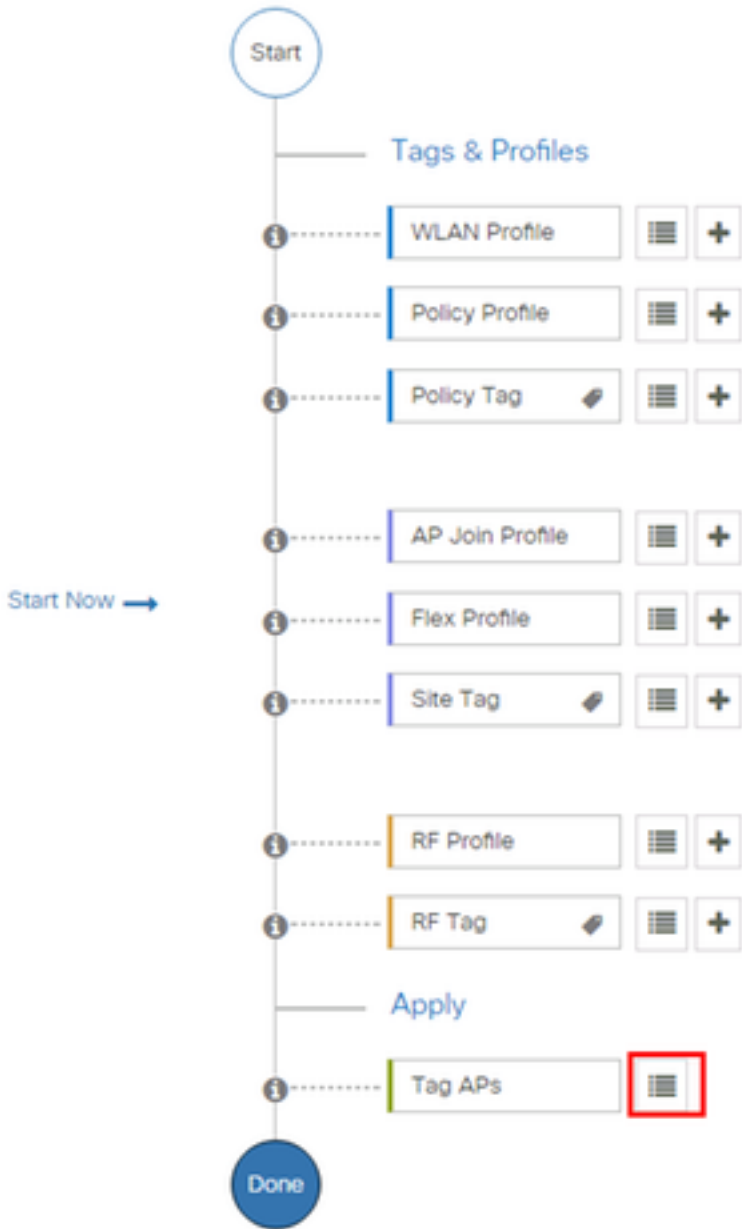 Start
Tags & Profiles
WLAN Profile
Policy Profile
Policy Tag
AP Join Profile
Start Now
Flex Profile
Site Tag
RF Profile
RF Tag
Apply
Tag APs
Done